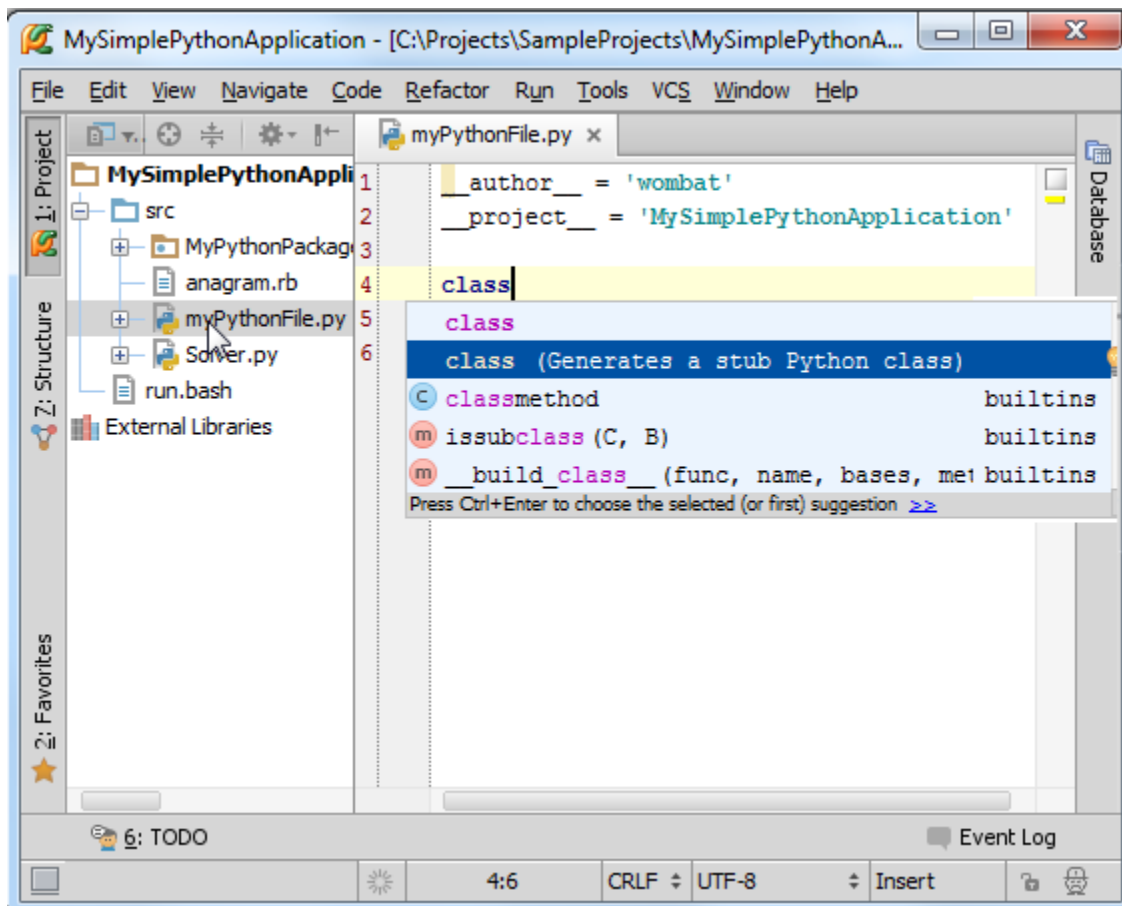 MySimplePythonApplication - [C:\Projects\SampleProjects\MySimplePythonA...
File Edit View Navigate Code Refactor Run Tools VCS Window Help
1: Project
7: Structure
2: Favorites
MySimplePythonAppli
src
MyPythonPackag
anagram.rb
myPythonFile.py
Solver.py
run.bash
External Libraries
myPythonFile.py
1 __author__ = 'wombat'
2 __project__ = 'MySimplePythonApplication'
3
4 class
5
6
class
class (Generates a stub Python class)
C classmethod builtins
m issubclass(C, B) builtins
m __build_class__(func, name, bases, met builtins
Press Ctrl+Enter to choose the selected (or first) suggestion >>
Database
6: TODO Event Log
4:6 CRLF UTF-8 Insert